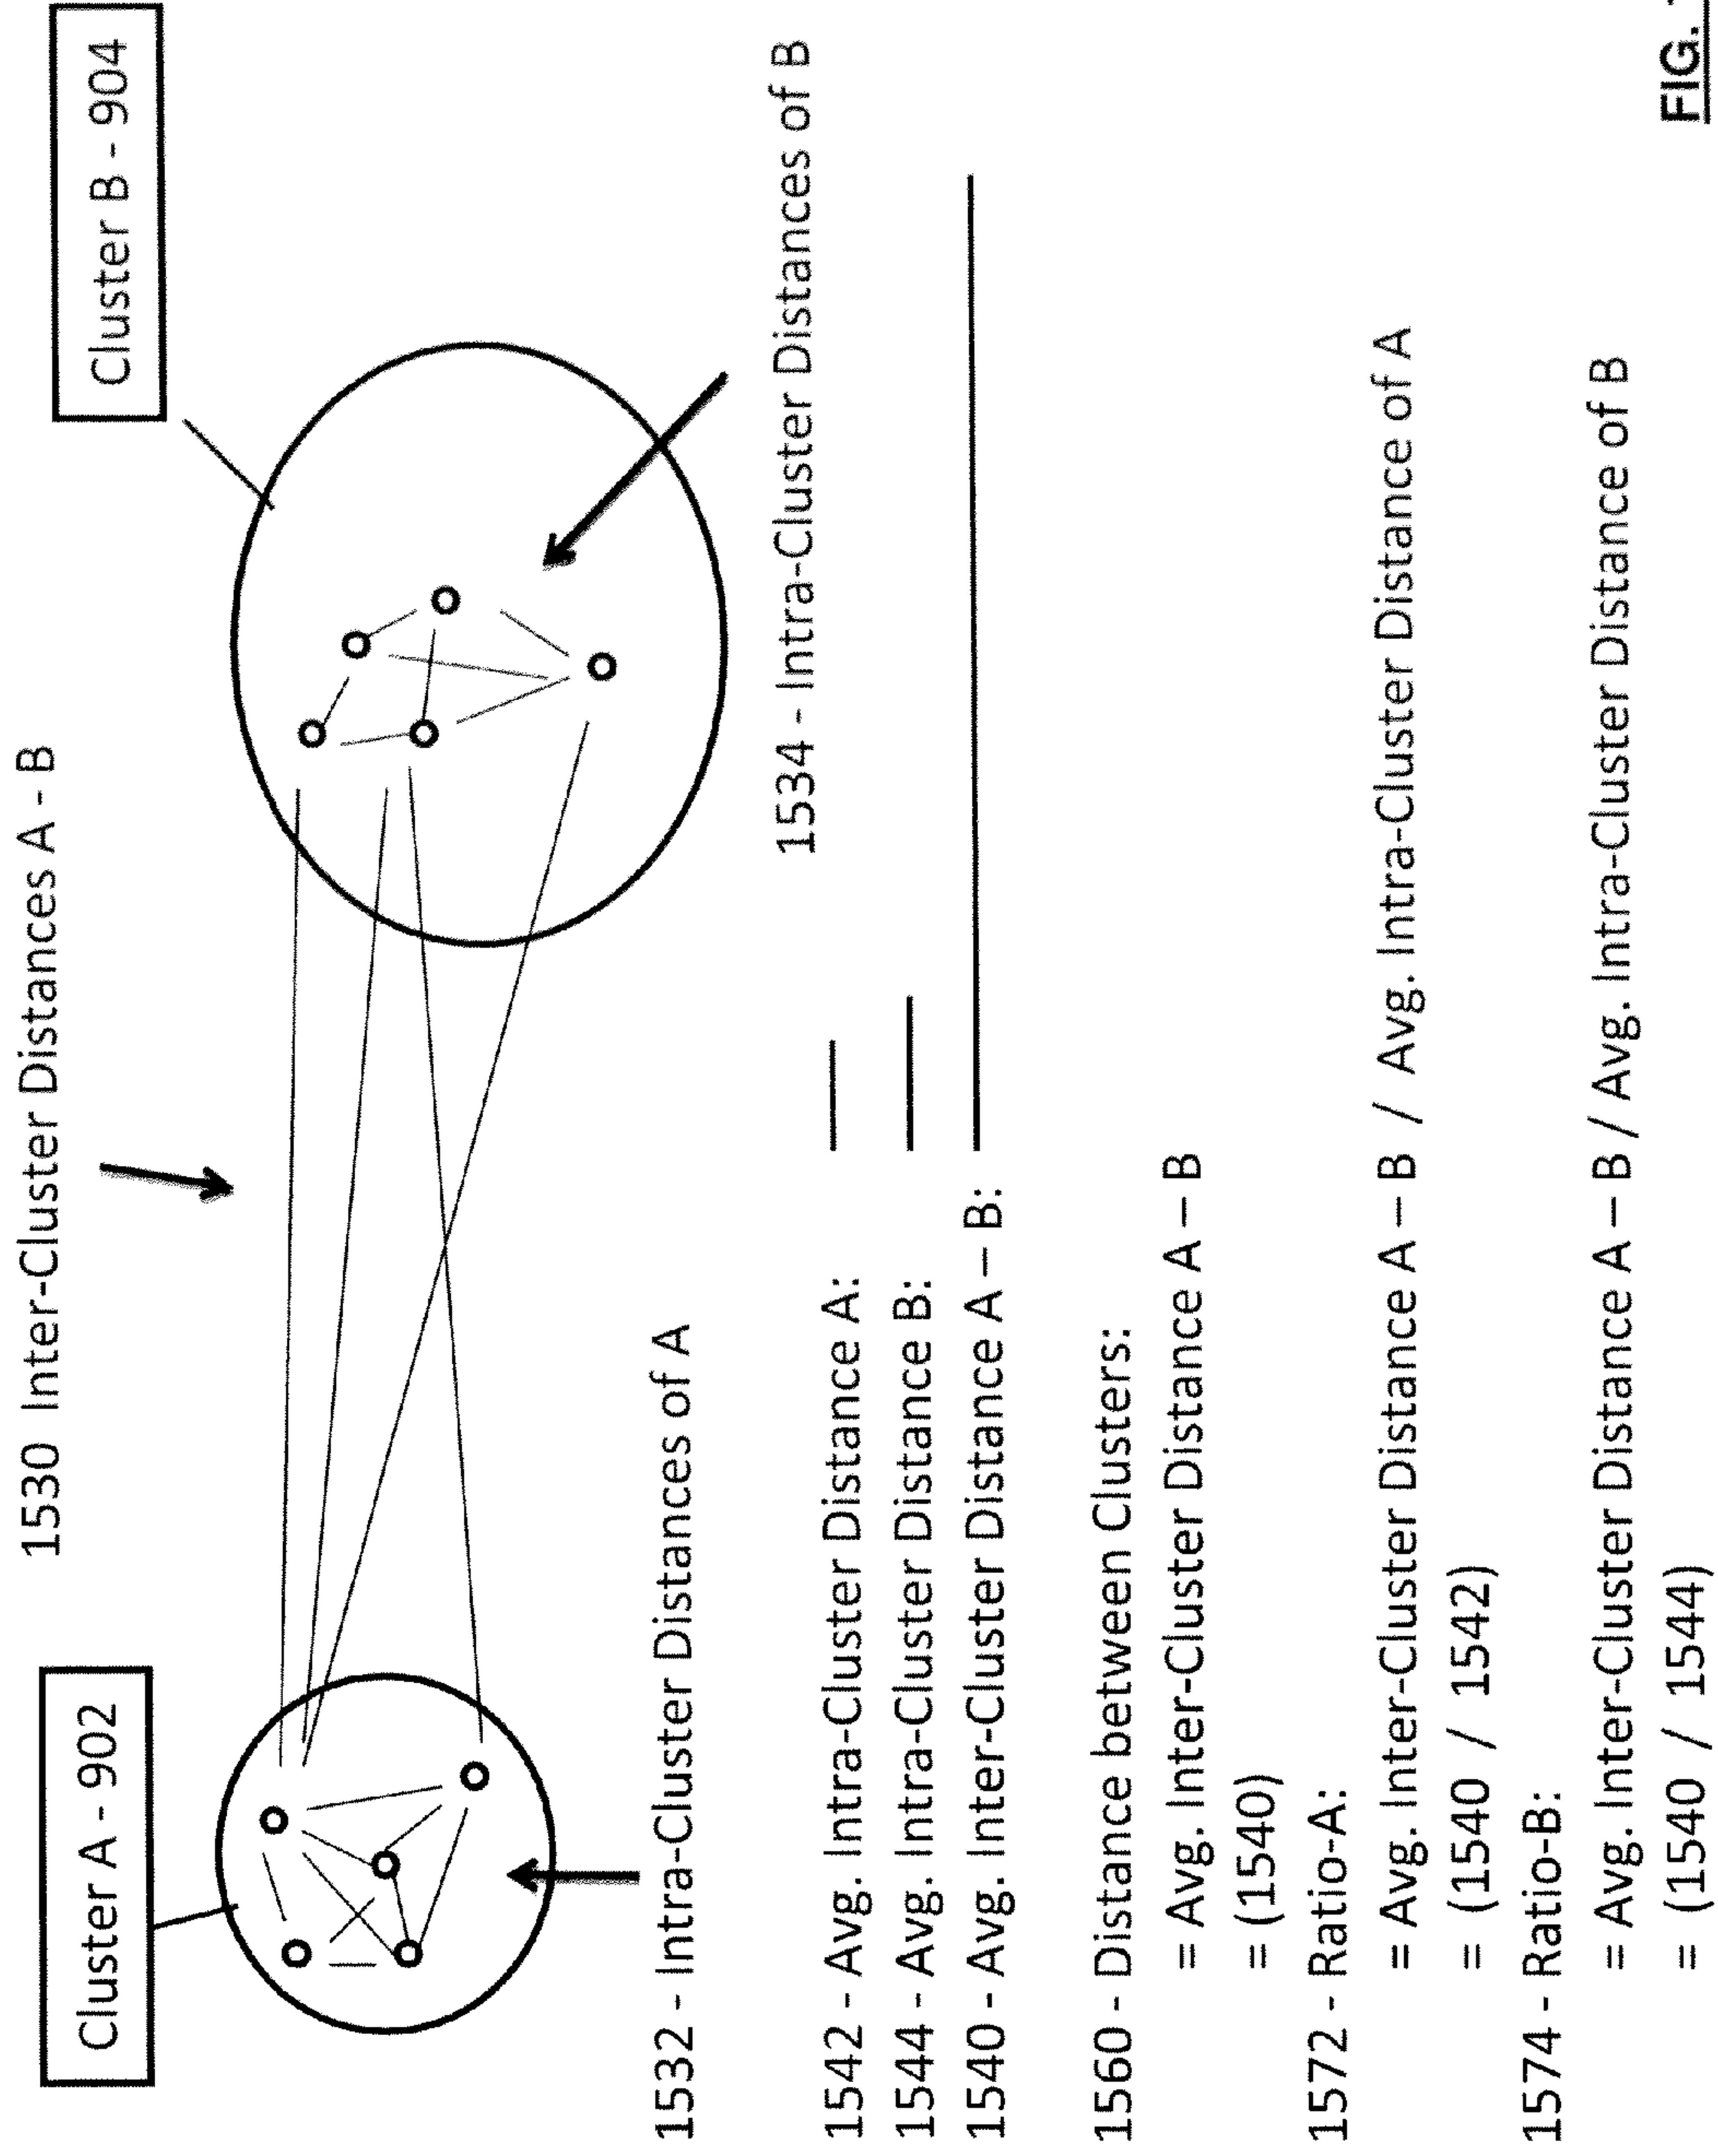 1530 Inter-Cluster Distances A - B
Cluster A - 902
Cluster B - 904
1532 - Intra-Cluster Distances of A
1534 - Intra-Cluster Distances of B
1542 - Avg. Intra-Cluster Distance A:
1544 - Avg. Intra-Cluster Distance B:
1540 - Avg. Inter-Cluster Distance A – B:
1560 - Distance between Clusters:
= Avg. Inter-Cluster Distance A – B
= (1540)
1572 - Ratio-A:
= Avg. Inter-Cluster Distance A – B / Avg. Intra-Cluster Distance of A
= (1540 / 1542)
1574 - Ratio-B:
= Avg. Inter-Cluster Distance A – B / Avg. Intra-Cluster Distance of B
= (1540 / 1544)
FIG.